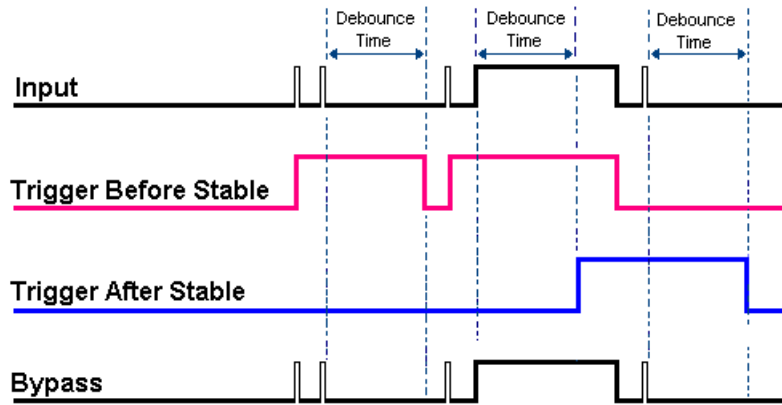 Debounce
Time
Debounce
Time
Debounce
Time
Input
Trigger Before Stable
Trigger After Stable
Bypass